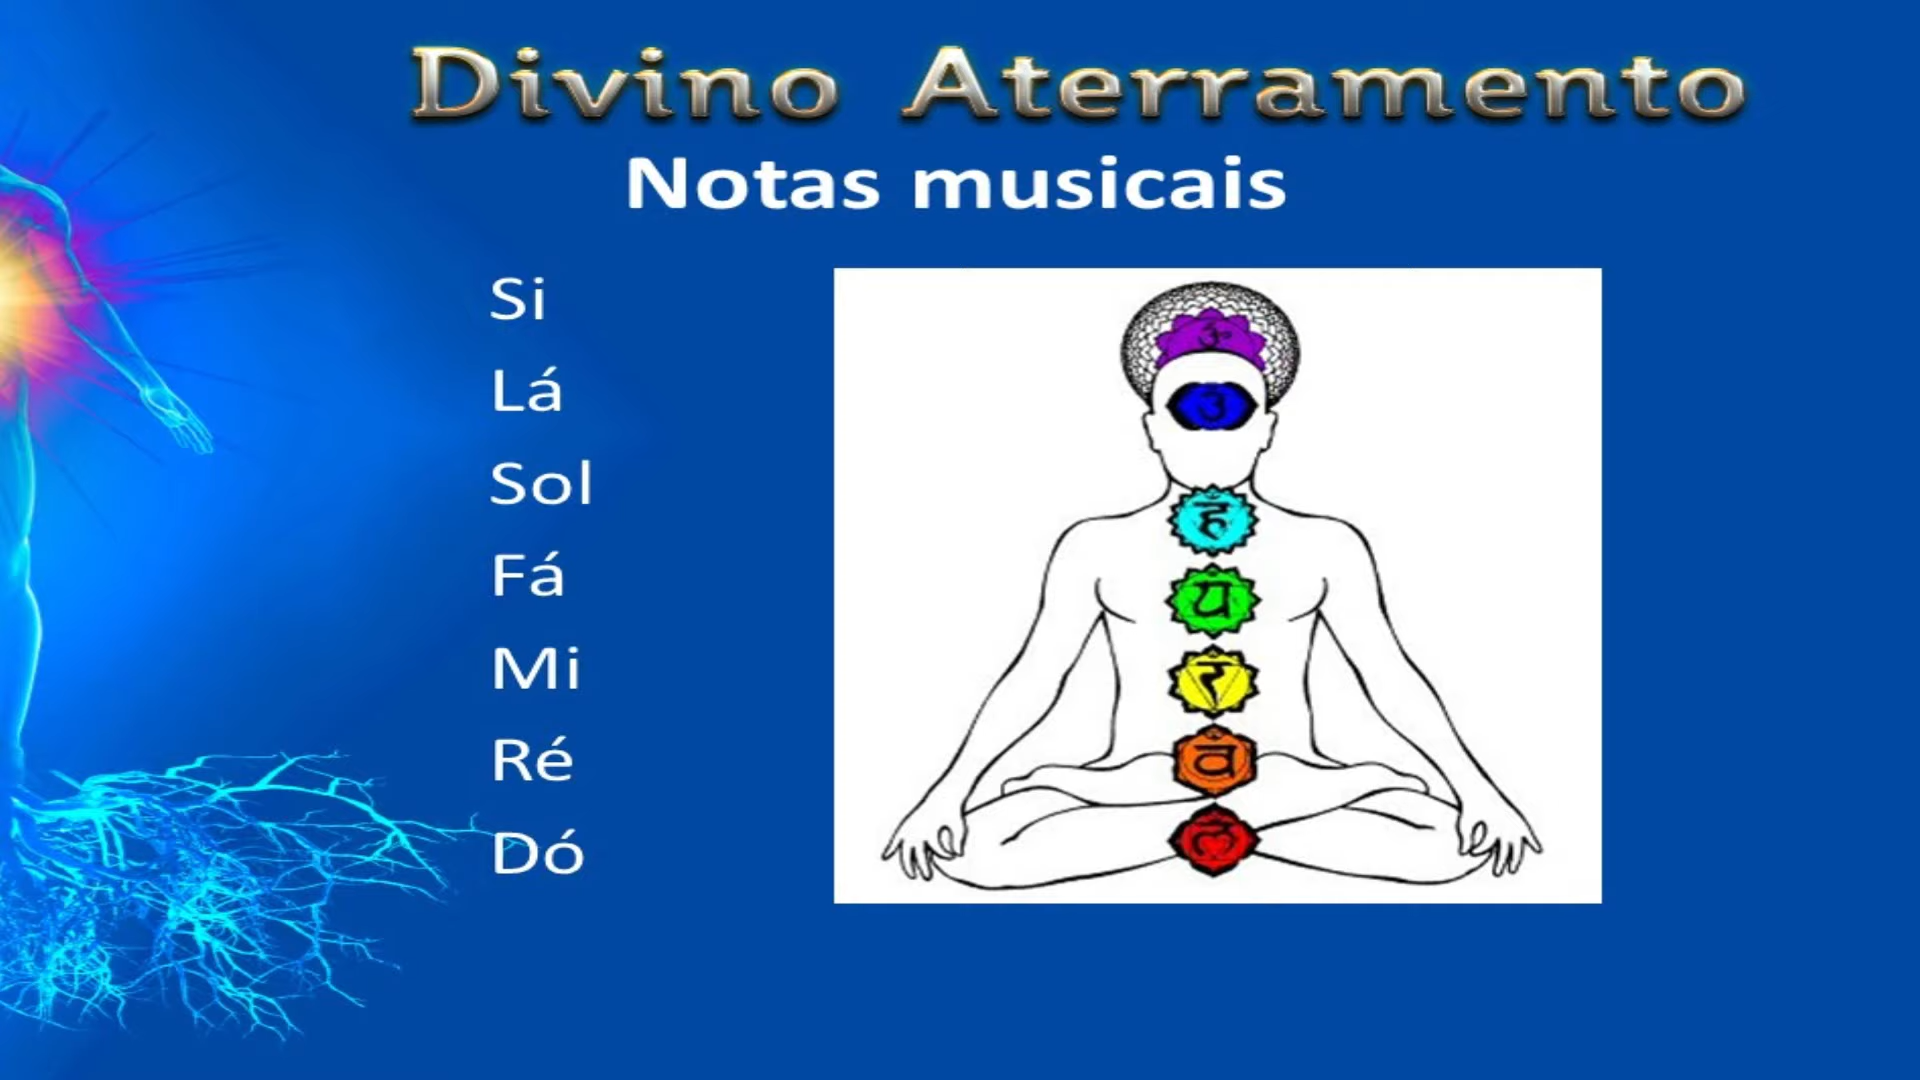 Divino Aterramento
Notas musicais
Si
Lá
Sol
Fá
Mi
Ré
Dó
ॐ
ह
य
र
व
ल